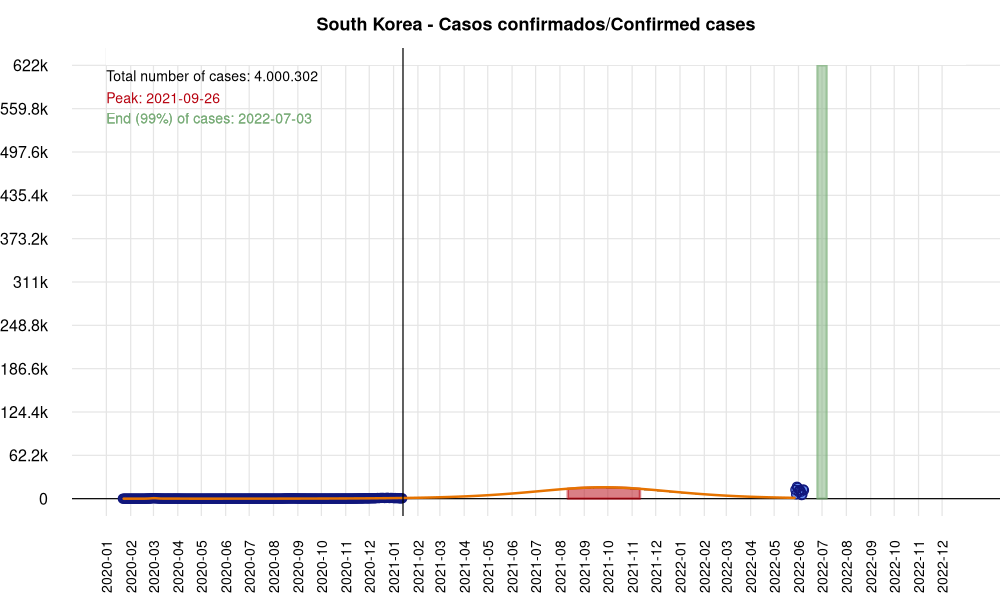 South Korea - Casos confirmados/Confirmed cases
622k
559.8k
497.6k
435.4k
373.2k
311k
248.8k
186.6k
124.4k
62.2k
0
Total number of cases: 4.000.302
Peak: 2021-09-26
End (99%) of cases: 2022-07-03
2020-01
2020-02
2020-03
2020-04
2020-05
2020-06
2020-07
2020-08
2020-09
2020-10
2020-11
2020-12
2021-01
2021-02
2021-03
2021-04
2021-05
2021-06
2021-07
2021-08
2021-09
2021-10
2021-11
2021-12
2022-01
2022-02
2022-03
2022-04
2022-05
2022-06
2022-07
2022-08
2022-09
2022-10
2022-11
2022-12